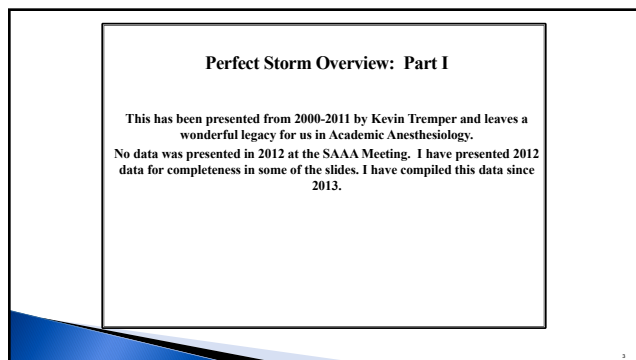 Perfect Storm Overview: Part I
This has been presented from 2000-2011 by Kevin Tremper and leaves a
wonderful legacy for us in Academic Anesthesiology.
No data was presented in 2012 at the SAAA Meeting. I have presented 2012
data for completeness in some of the slides. I have compiled this data since
2013.
3